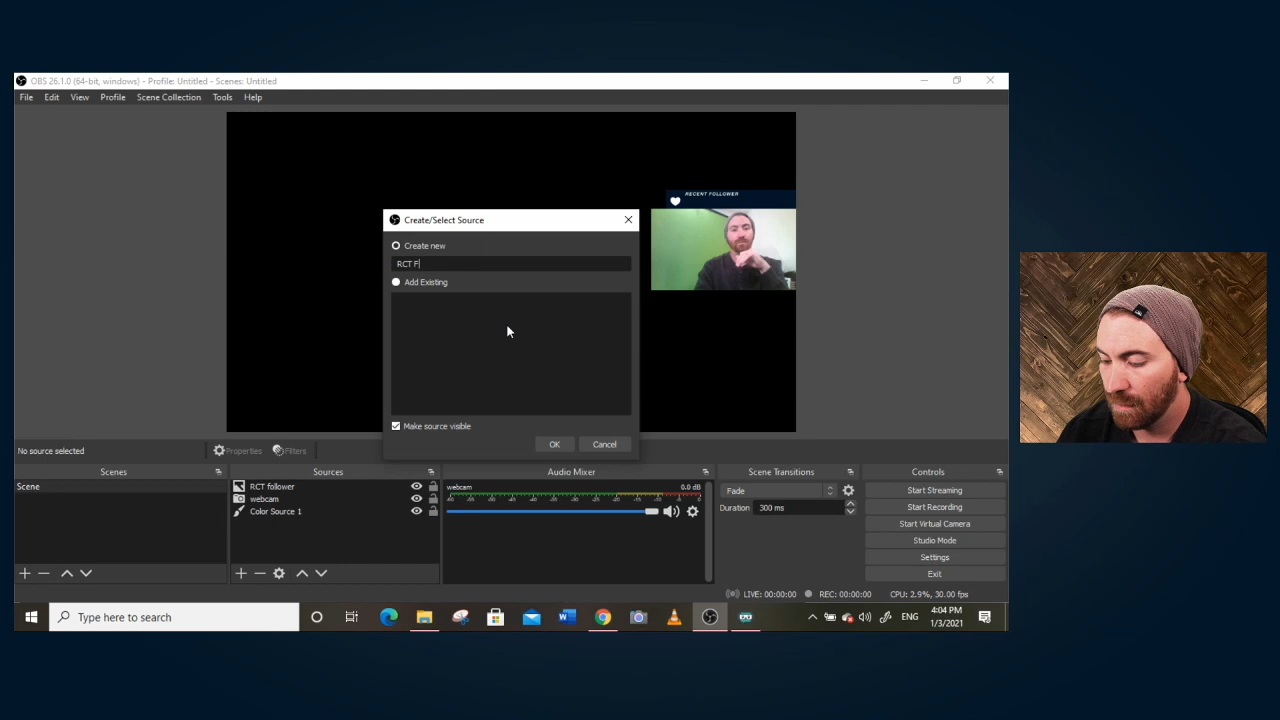 OBS 26.1.0 (64-bit, windows) - Profile: Untitled - Scenes: Untitled
File Edit View Profile Scene Collection Tools Help
RECENT FOLLOWER
Create/Select Source
Create new
RCT F
Add Existing
Make source visible
OK Cancel
No source selected Properties Filters
Scenes Sources Audio Mixer Scene Transitions Controls
Scene
RCT follower
webcam
Color Source 1
webcam 0.0 dB
Fade
Duration 300 ms
Start Streaming
Start Recording
Start Virtual Camera
Studio Mode
Settings
Exit
LIVE: 00:00:00 REC: 00:00:00 CPU: 2.9%, 30.00 fps
Type here to search
ENG
4:04 PM
1/3/2021